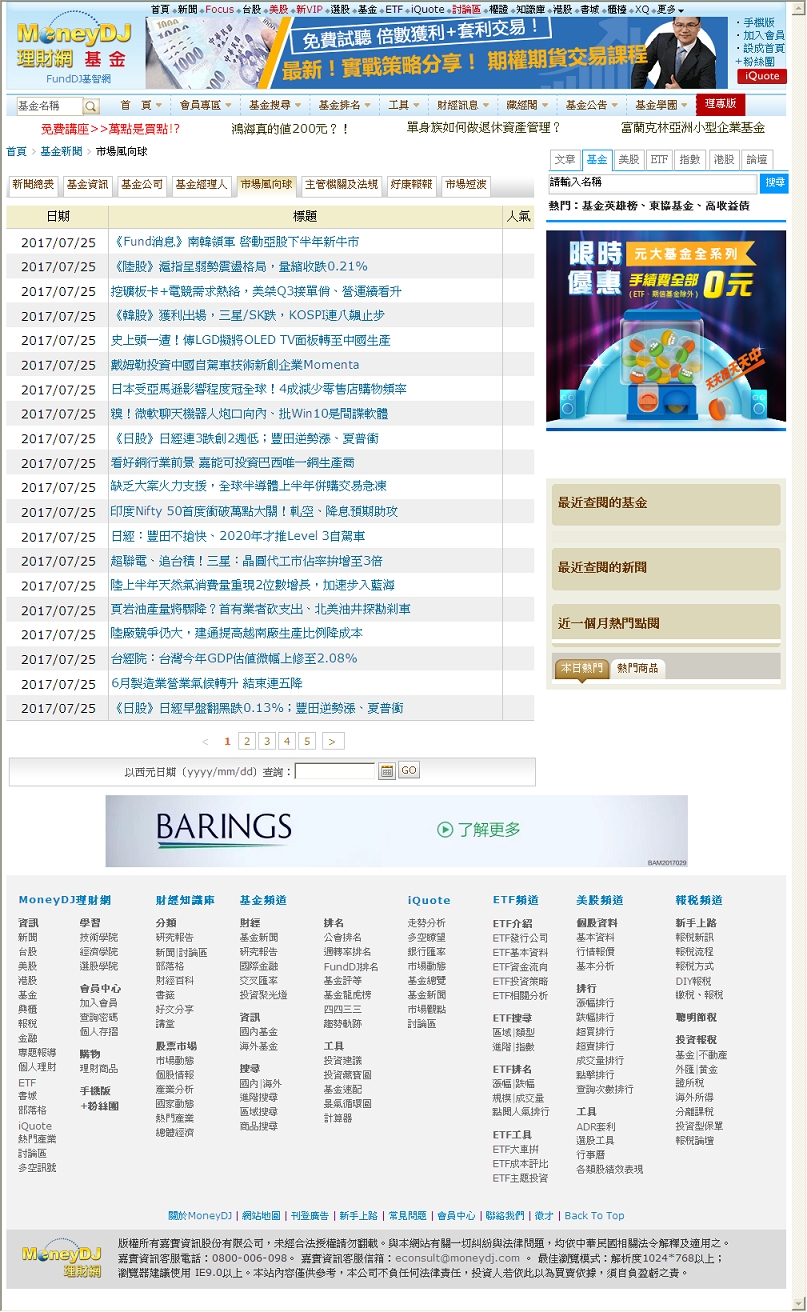 首頁 新聞 Focus 台股 美股 新VIP 選股 基金 ETF iQuote 討論區 權證 知識庫 港股 書城 櫃檯 XQ 更多
MoneyDJ
理財網 基金
FundDJ基智網
免費試聽 倍數獲利+套利交易！
最新！實戰策略分享！ 期權期貨交易課程
手機版
加入會員
設成首頁
+粉絲團
iQuote
基金名稱 首 頁 會員專區 基金搜尋 基金排名 工具 財經訊息 藏經閣 基金公告 基金學園 理專版
免費講座>>萬點是買點!? 鴻海真的值200元？！ 單身族如何做退休資產管理？ 富蘭克林亞洲小型企業基金
首頁 > 基金新聞 > 市場風向球
文章 基金 美股 ETF 指數 港股 論壇
請輸入名稱 搜尋
熱門：基金英雄榜、東協基金、高收益債
新聞總表 基金資訊 基金公司 基金經理人 市場風向球 主管機關及法規 好康報報 市場短波
日期 標題 人氣
2017/07/25 《Fund消息》南韓領軍 啓動亞股下半年新牛市
2017/07/25 《陸股》滬指呈弱勢震盪格局，量縮收跌0.21%
2017/07/25 挖礦板卡+電競需求熱絡，美桀Q3接單俏、營運續看升
2017/07/25 《韓股》獲利出場，三星/SK跌，KOSPI連八飆止步
2017/07/25 史上頭一遭！傳LGD擬將OLED TV面板轉至中國生產
2017/07/25 戴姆勒投資中國自駕車技術新創企業Momenta
2017/07/25 日本受亞馬遜影響程度冠全球！4成減少零售店購物頻率
2017/07/25 糗！微軟聊天機器人炮口向內、批Win10是間諜軟體
2017/07/25 《日股》日經連3跌創2週低；豐田逆勢漲、夏普衝
2017/07/25 看好銅行業前景 嘉能可投資巴西唯一銅生產商
2017/07/25 缺乏大案火力支援，全球半導體上半年併購交易急凍
2017/07/25 印度Nifty 50首度衝破萬點大關！軋空、降息預期助攻
2017/07/25 日經：豐田不搶快、2020年才推Level 3自駕車
2017/07/25 超聯電、追台積！三星：晶圓代工市佔率拚增至3倍
2017/07/25 陸上半年天然氣消費量重現2位數增長，加速步入藍海
2017/07/25 頁岩油產量將驟降？首有業者砍支出、北美油井探勘剎車
2017/07/25 陸廠競爭仍大，建通提高越南廠生產比例降成本
2017/07/25 台經院：台灣今年GDP估值微幅上修至2.08%
2017/07/25 6月製造業營業氣候轉升 結束連五降
2017/07/25 《日股》日經早盤翻黑跌0.13%；豐田逆勢漲、夏普衝
< 1 2 3 4 5 >
以西元日期（yyyy/mm/dd）查詢： GO
限時優惠 元大基金全系列
手續費全部 0元
(ETF、期信基金除外)
天天抽天天中
最近查閱的基金
最近查閱的新聞
近一個月熱門點閱
本日熱門 熱門商品
BARINGS 了解更多
BAM2017029
MoneyDJ理財網
資訊
新聞
台股
美股
港股
基金
興櫃
報稅
金融
專題報導
個人理財
ETF
書城
部落格
iQuote
熱門產業
討論區
多空訊號
學習
技術學院
經濟學院
選股學院
會員中心
加入會員
查詢密碼
個人存摺
購物
理財商品
手機版
+粉絲團
財經知識庫
分類
研究報告
新聞|討論區
部落格
財經百科
書籤
好文分享
講堂
股票市場
市場動態
個股情報
產業分析
國家動態
熱門產業
總體經濟
基金頻道
財經
基金新聞
研究報告
國際金融
交叉匯率
投資聚光燈
資訊
國內基金
海外基金
搜尋
國內|海外
進階搜尋
區域搜尋
商品搜尋
排名
公會排名
週轉率排名
FundDJ排名
基金評等
基金龍虎榜
四四三三
趨勢軌跡
工具
投資建議
投資藏寶圖
基金速配
景氣循環圖
計算器
iQuote
走勢分析
多空瞭望
銀行匯率
市場動態
基金總覽
基金新聞
市場觀點
討論區
ETF頻道
ETF介紹
ETF發行公司
ETF基本資料
ETF資金流向
ETF投資策略
ETF相關分析
ETF搜尋
區域|類型
進階|指數
ETF排名
漲幅|跌幅
規模|成交量
點閱人氣排行
ETF工具
ETF大車拚
ETF成本評比
ETF主題投資
美股頻道
個股資料
基本資料
行情報價
基本分析
排行
漲幅排行
跌幅排行
超買排行
超賣排行
成交量排行
點擊排行
查詢次數排行
工具
ADR套利
選股工具
行事曆
各類股績效表現
報稅頻道
新手上路
報稅新訊
報稅流程
報稅方式
DIY報稅
繳稅、報稅
聰明節稅
投資報稅
基金|不動產
外匯|黃金
證所稅
海外所得
分離課稅
投資型保單
報稅論壇
關於MoneyDJ | 網站地圖 | 刊登廣告 | 新手上路 | 常見問題 | 會員中心 | 聯絡我們 | 徵才 | Back To Top
MoneyDJ
理財網
版權所有嘉實資訊股份有限公司，未經合法授權請勿翻載。與本網站有關一切糾紛與法律問題，均依中華民國相關法令解釋及適用之。
嘉實資訊客服電話：0800-006-098。 嘉實資訊客服信箱：econsult@moneydj.com 。 最佳瀏覽模式：解析度1024*768以上；
瀏覽器建議使用 IE9.0以上。本站內容僅供參考，本公司不負任何法律責任，投資人若依此以為買賣依據，須自負盈虧之責。